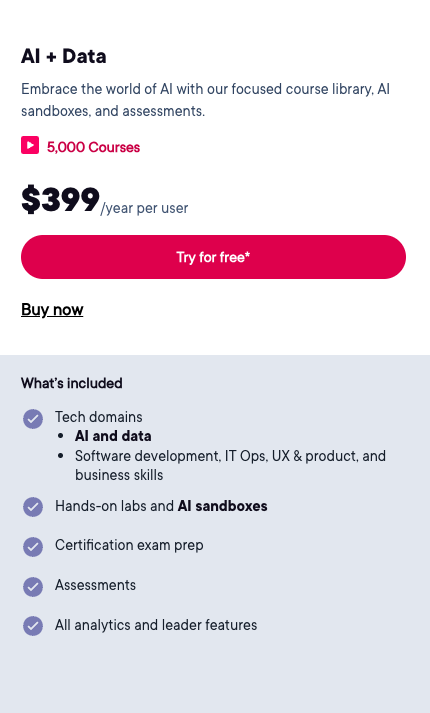 AI + Data
Embrace the world of AI with our focused course library, AI
sandboxes, and assessments.
5,000 Courses
$399/year per user
Try for free*
Buy now
What's included
Tech domains
• AI and data
• Software development, IT Ops, UX & product, and
business skills
Hands-on labs and AI sandboxes
Certification exam prep
Assessments
All analytics and leader features